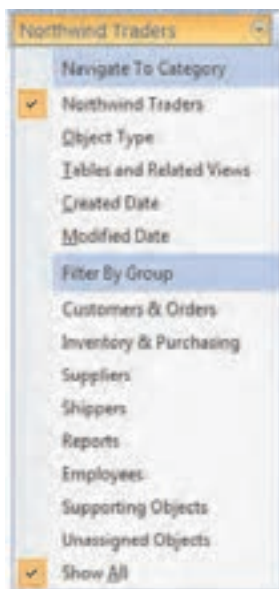 Northwind Traders
Navigate To Category
Northwind Traders
Object Type
Tables and Related Views
Created Date
Modified Date
Filter By Group
Customers & Orders
Inventory & Purchasing
Suppliers
Shippers
Reports
Employees
Supporting Objects
Unassigned Objects
Show All